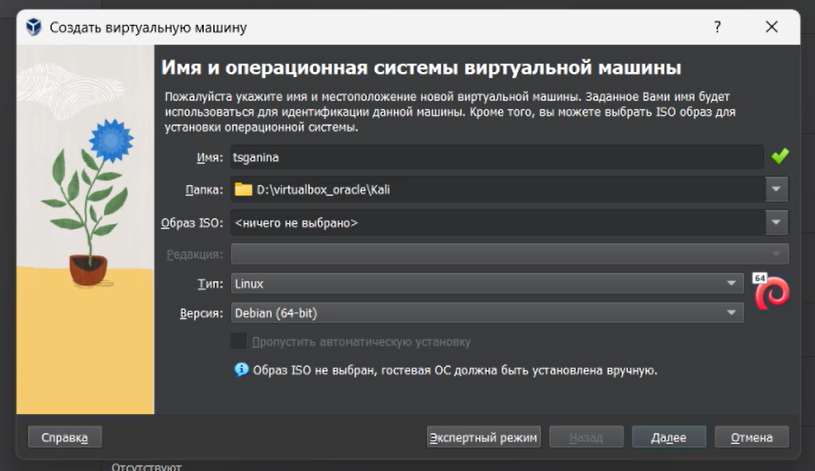 Создать виртуальную машину
?
Имя и операционная системы виртуальной машины
Пожалуйста укажите имя и местоположение новой виртуальной машины. Заданное Вами имя будет
использоваться для идентификации данной машины. Кроме того, вы можете выбрать ISO образ для
установки операционной системы.
Имя: tsganina
Папка: D:\virtualbox_oracle\Kali
Образ ISO: <ничего не выбрано>
Редакция:
Тип: Linux
64
Версия: Debian (64-bit)
Пропустить автоматическую установку
Образ ISO не выбран, гостевая ОС должна быть установлена вручную.
Справка Экспертный режим Назад Далее Отмена
Отсутствуют